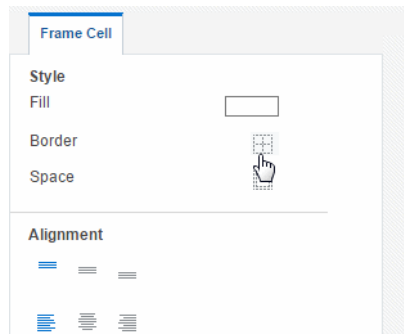 Frame Cell
Style
Fill
Border
Space
Alignment